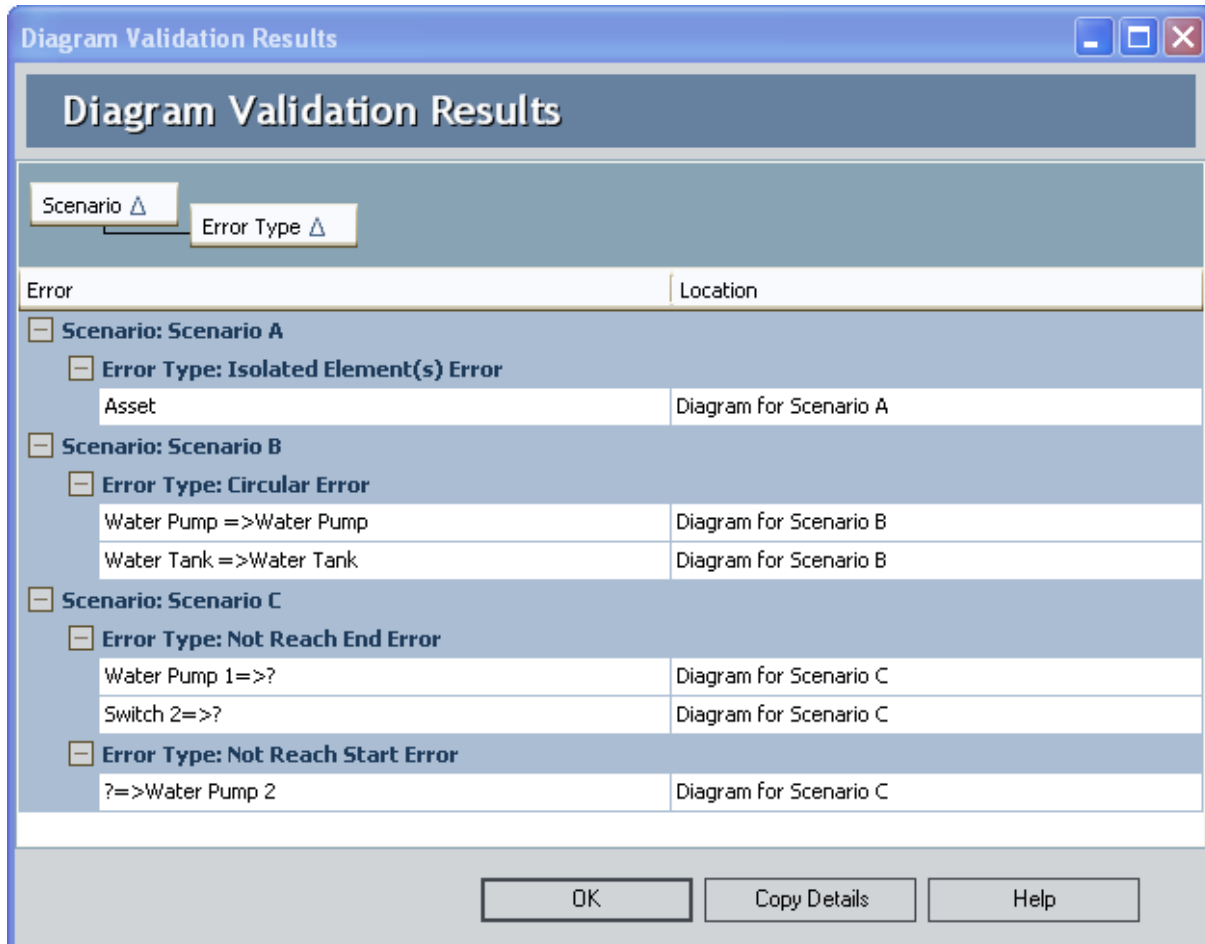 Diagram Validation Results
Diagram Validation Results
Scenario
Error Type
Error Location
Scenario: Scenario A
Error Type: Isolated Element(s) Error
Asset Diagram for Scenario A
Scenario: Scenario B
Error Type: Circular Error
Water Pump =>Water Pump Diagram for Scenario B
Water Tank =>Water Tank Diagram for Scenario B
Scenario: Scenario C
Error Type: Not Reach End Error
Water Pump 1=>? Diagram for Scenario C
Switch 2=>? Diagram for Scenario C
Error Type: Not Reach Start Error
?=>Water Pump 2 Diagram for Scenario C
OK Copy Details Help